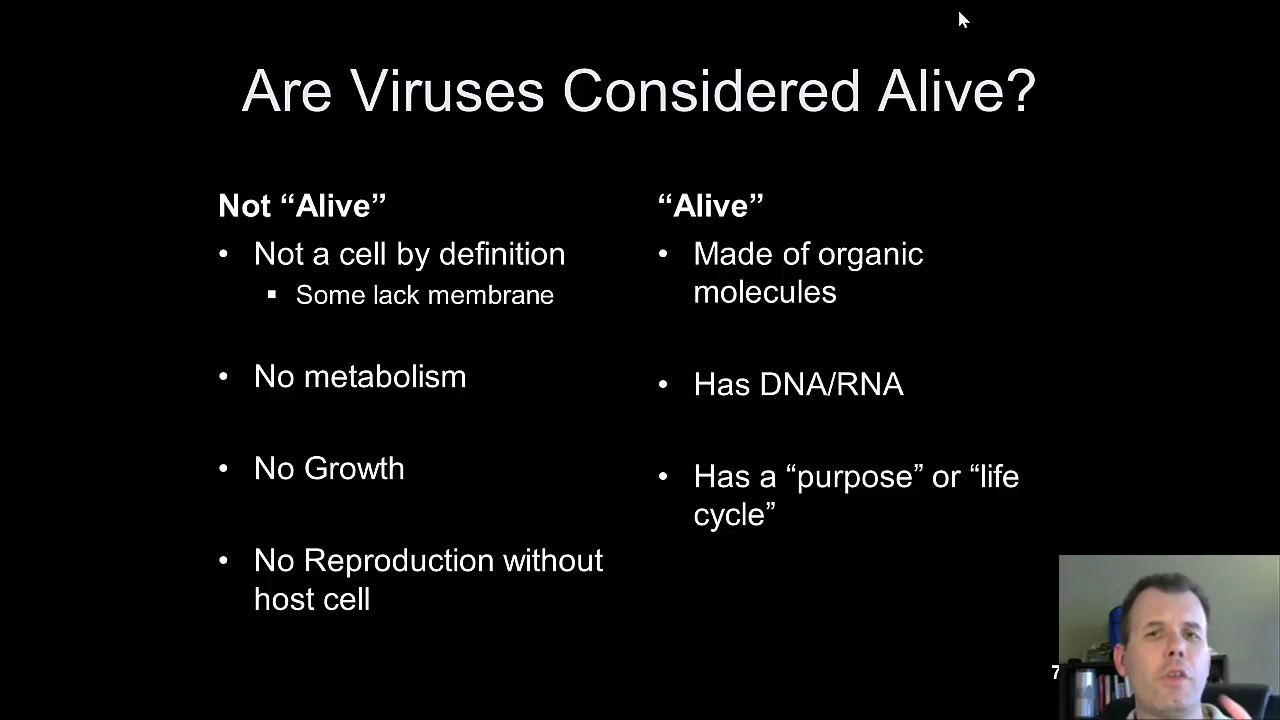 Are Viruses Considered Alive?
Not “Alive”
• Not a cell by definition
▪ Some lack membrane
• No metabolism
• No Growth
• No Reproduction without
host cell
“Alive”
• Made of organic
molecules
• Has DNA/RNA
• Has a “purpose” or “life
cycle”
7